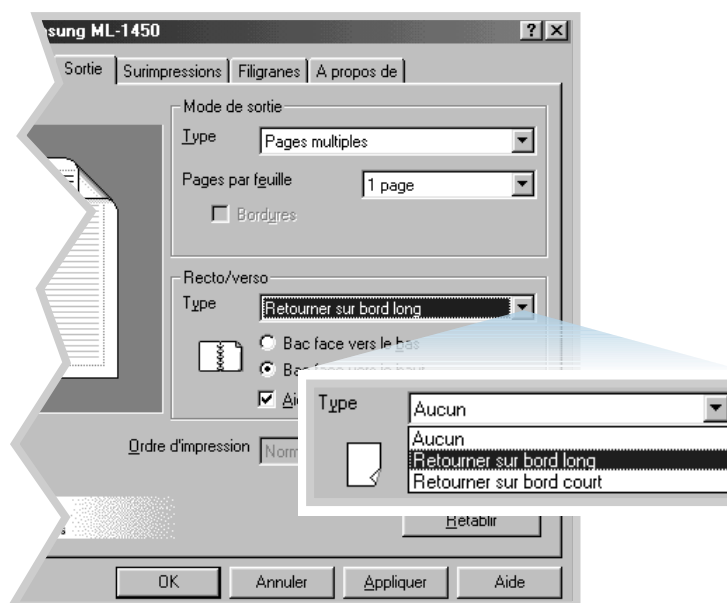 sung ML-1450
Sortie Surimpressions Filigranes A propos de
Mode de sortie
Type Pages multiples
Pages par feuille 1 page
Bordures
Recto/verso
Type Retourner sur bord long
Bac face vers le bas
Type Aucun
Aucun
Retourner sur bord long
Retourner sur bord court
Ordre d'impression
Rétablir
OK Annuler Appliquer Aide